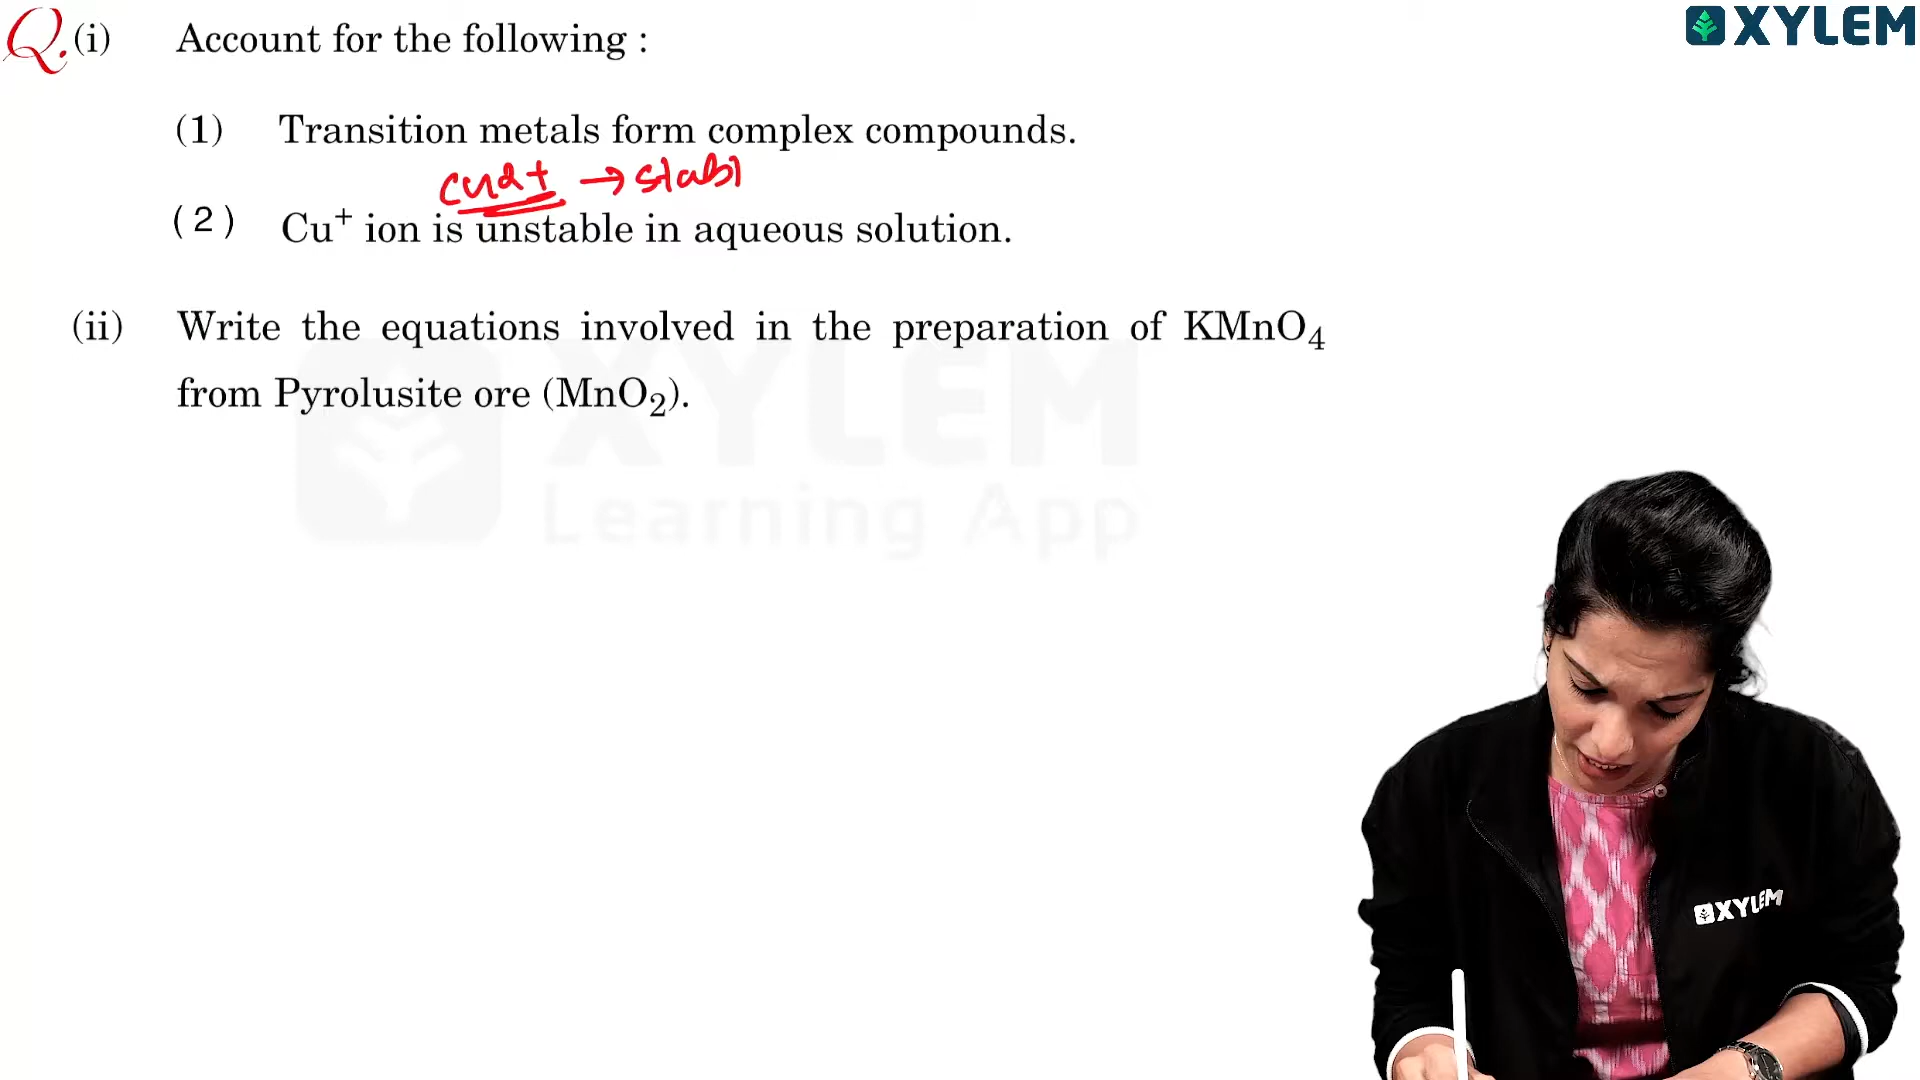 Q. (i) Account for the following :
XYLEM
(1) Transition metals form complex compounds.
Cu2+ → stabl
(2) Cu⁺ ion is unstable in aqueous solution.
(ii) Write the equations involved in the preparation of KMnO₄
from Pyrolusite ore (MnO₂).
XYLEM
Learning App
XYLEM